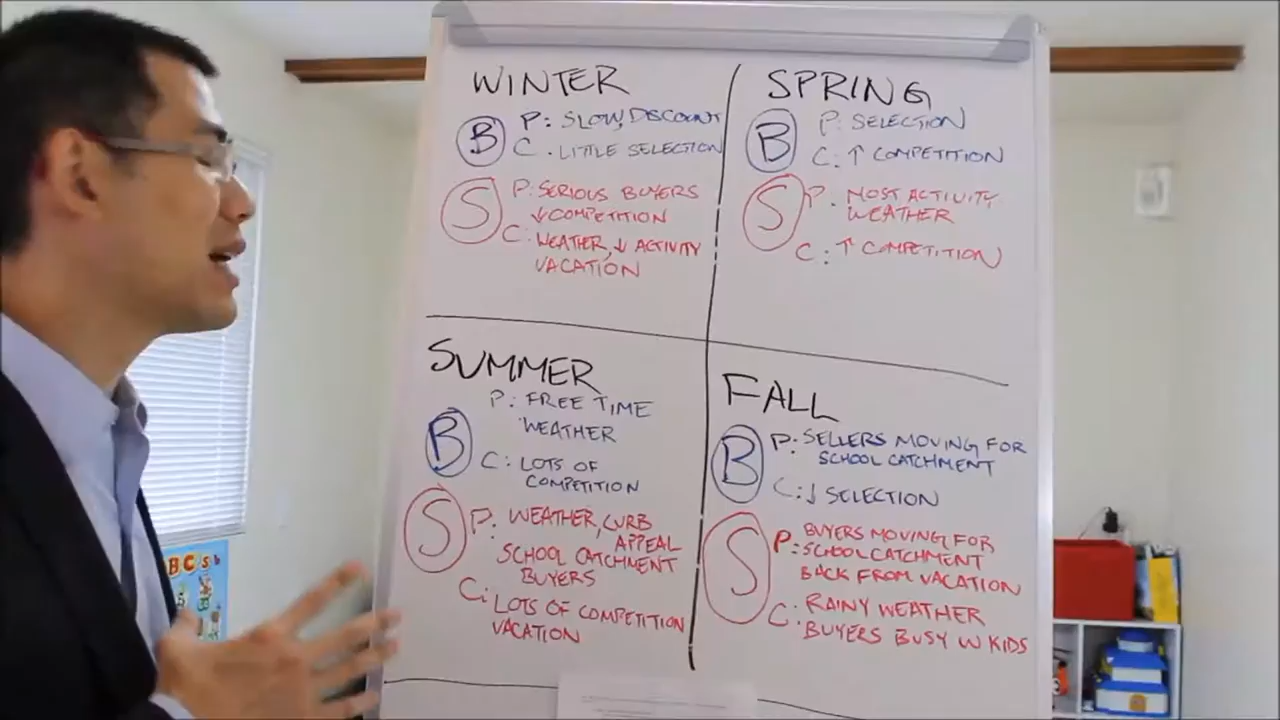 WINTER
B P: SLOW, DISCOUNT
C. LITTLE SELECTION
S P: SERIOUS BUYERS
↓ COMPETITION
C: WEATHER, ↓ ACTIVITY
VACATION
SPRING
B P: SELECTION
C: ↑ COMPETITION
S P. MOST ACTIVITY
WEATHER
C: ↑ COMPETITION
SUMMER
P: FREE TIME
WEATHER
B
C: LOTS OF
COMPETITION
S P: WEATHER, CURB
APPEAL
SCHOOL CATCHMENT
BUYERS
C: LOTS OF COMPETITION
VACATION
FALL
B P: SELLERS MOVING FOR
SCHOOL CATCHMENT
C: ↓ SELECTION
S P: BUYERS MOVING FOR
SCHOOL CATCHMENT
BACK FROM VACATION
C: RAINY WEATHER
BUYERS BUSY W KIDS
BC s